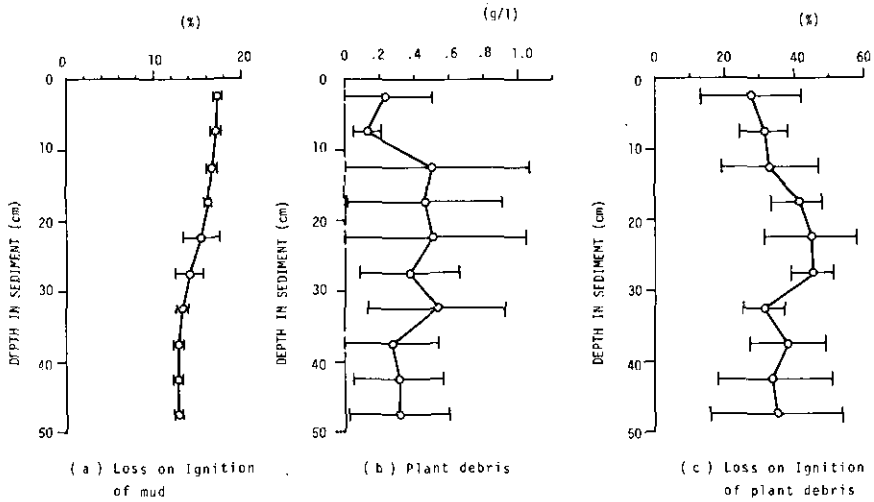 (%)
0 10 20
0
10
20
30
40
50
DEPTH IN SEDIMENT (cm)
(a) Loss on Ignition
of mud
(g/l)
0 .2 .4 .6 .8 1.0
0
10
20
30
40
50
DEPTH IN SEDIMENT (cm)
(b) Plant debris
(%)
0 20 40 60
0
10
20
30
40
50
DEPTH IN SEDIMENT (cm)
(c) Loss on Ignition
of plant debris